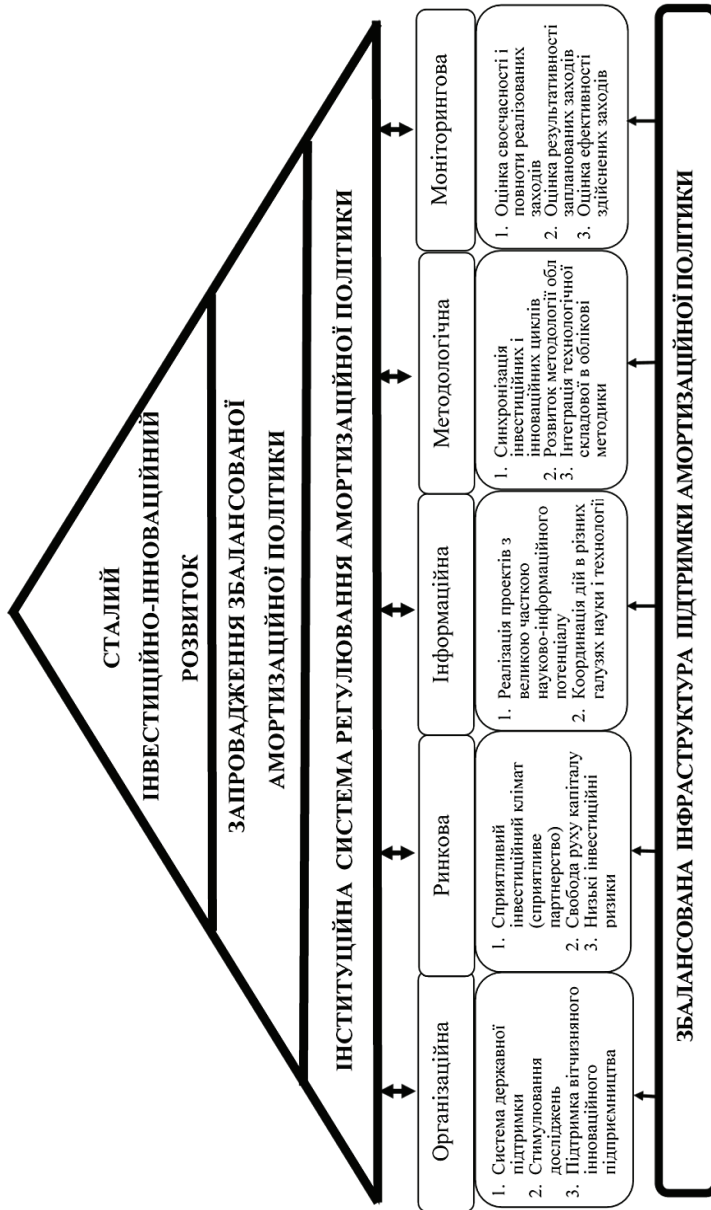 СТАЛИЙ
ІНВЕСТИЦІЙНО-ІННОВАЦІЙНИЙ
РОЗВИТОК
ЗАПРОВАДЖЕННЯ ЗБАЛАНСОВАНОЇ
АМОРТИЗАЦІЙНОЇ ПОЛІТИКИ
ІНСТИТУЦІЙНА СИСТЕМА РЕГУЛЮВАННЯ АМОРТИЗАЦІЙНОЇ ПОЛІТИКИ
Організаційна
1. Система державної
підтримки
2. Стимулювання
досліджень
3. Підтримка вітчизняного
інноваційного
підприємництва
Ринкова
1. Сприятливий
інвестиційний клімат
(сприятливе
партнерство)
2. Свобода руху капіталу
3. Низькі інвестиційні
ризики
Інформаційна
1. Реалізація проектів з
великою часткою
науково-інформаційного
потенціалу
2. Координація дій в різних
галузях науки і технології
Методологічна
1. Синхронізація
інвестиційних і
інноваційних циклів
2. Розвиток методології обл
3. Інтеграція технологічної
складової в облікові
методики
Моніторингова
1. Оцінка своєчасності і
повноти реалізованих
заходів
2. Оцінка результативності
запланованих заходів
3. Оцінка ефективності
здійснених заходів
ЗБАЛАНСОВАНА ІНФРАСТРУКТУРА ПІДТРИМКИ АМОРТИЗАЦІЙНОЇ ПОЛІТИКИ